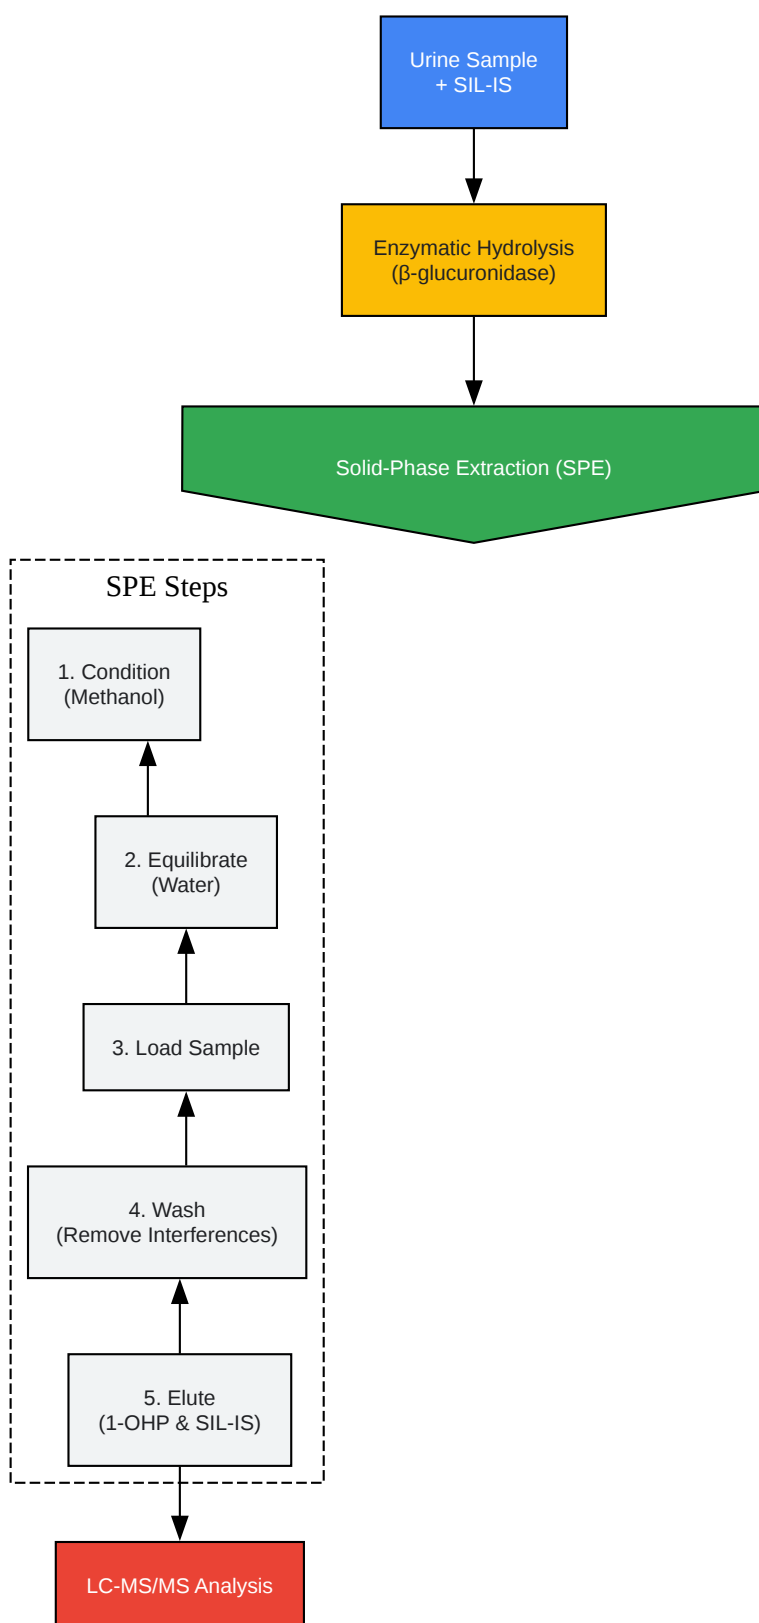 Urine Sample
+ SIL-IS
Enzymatic Hydrolysis
(β-glucuronidase)
Solid-Phase Extraction (SPE)
SPE Steps
1. Condition
(Methanol)
2. Equilibrate
(Water)
3. Load Sample
4. Wash
(Remove Interferences)
5. Elute
(1-OHP & SIL-IS)
LC-MS/MS Analysis